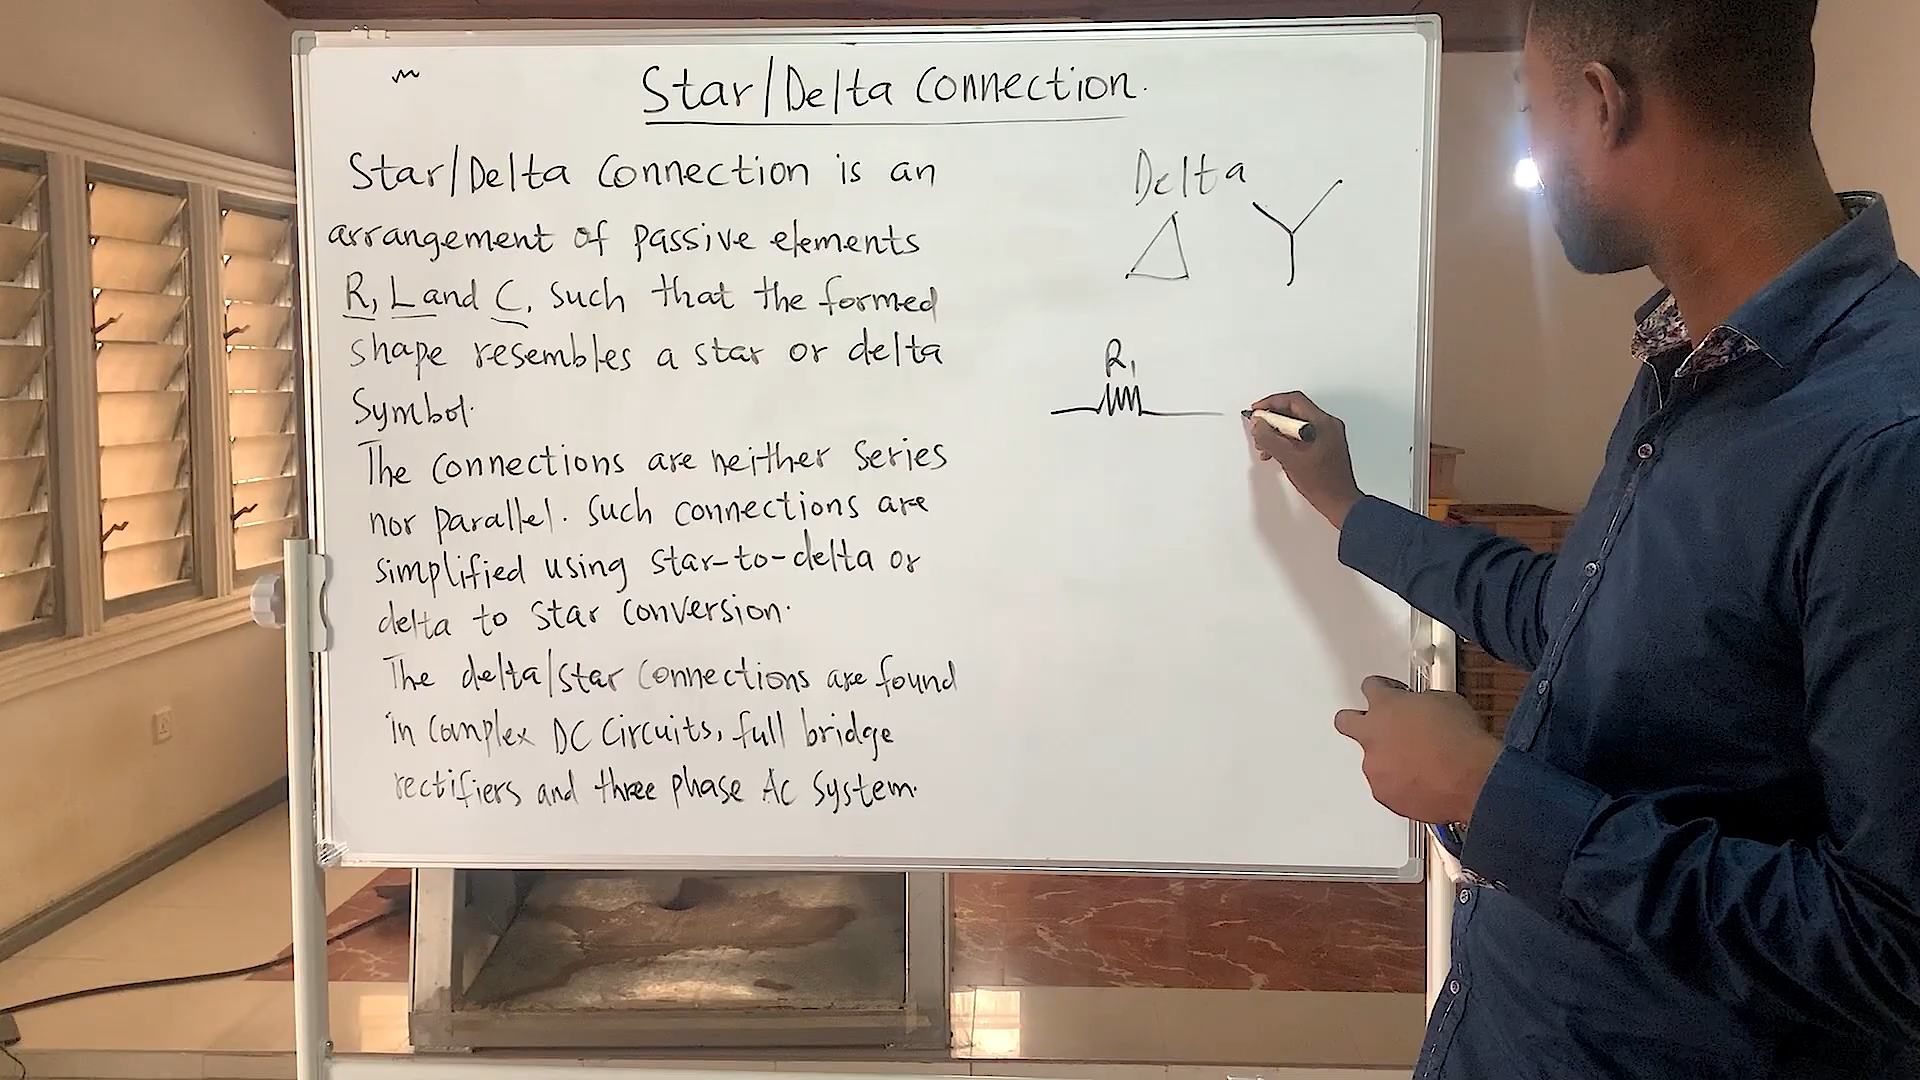 Star/Delta Connection.
Star/Delta Connection is an
arrangement of passive elements
R, L and C, such that the formed
shape resembles a star or delta
Symbol.
The connections are neither series
nor parallel. Such connections are
simplified using star-to-delta or
delta to star conversion.
The delta/star connections are found
in complex DC circuits, full bridge
rectifiers and three phase AC system.
Delta
R1